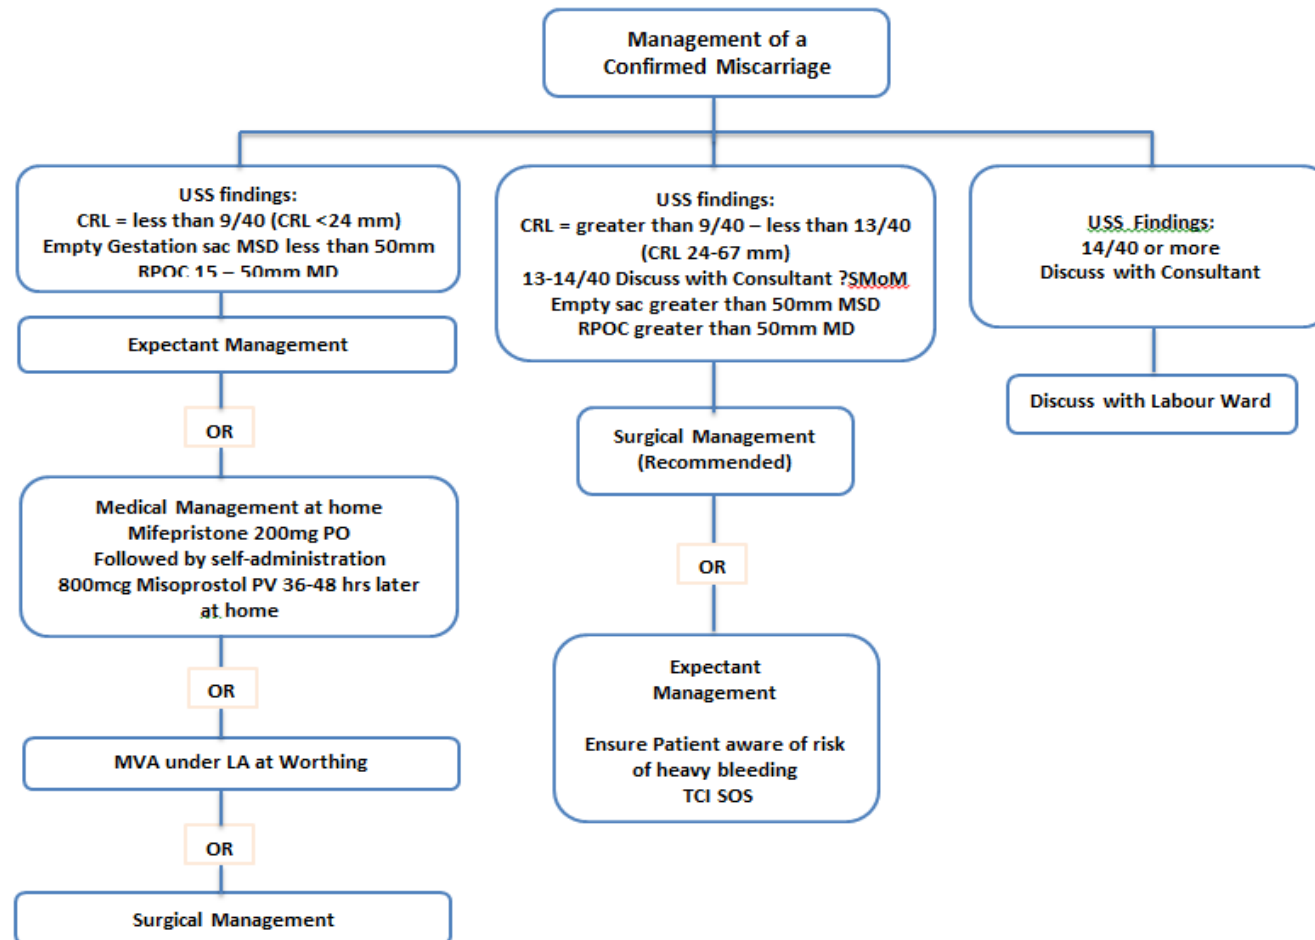 Management of a
Confirmed Miscarriage
USS findings:
CRL = less than 9/40 (CRL <24 mm)
Empty Gestation sac MSD less than 50mm
RPOC 15 – 50mm MD
Expectant Management
OR
Medical Management at home
Mifepristone 200mg PO
Followed by self-administration
800mcg Misoprostol PV 36-48 hrs later
at home
OR
MVA under LA at Worthing
OR
Surgical Management
USS findings:
CRL = greater than 9/40 – less than 13/40
(CRL 24-67 mm)
13-14/40 Discuss with Consultant ?SMoM
Empty sac greater than 50mm MSD
RPOC greater than 50mm MD
Surgical Management
(Recommended)
OR
Expectant
Management
Ensure Patient aware of risk
of heavy bleeding
TCI SOS
USS Findings:
14/40 or more
Discuss with Consultant
Discuss with Labour Ward